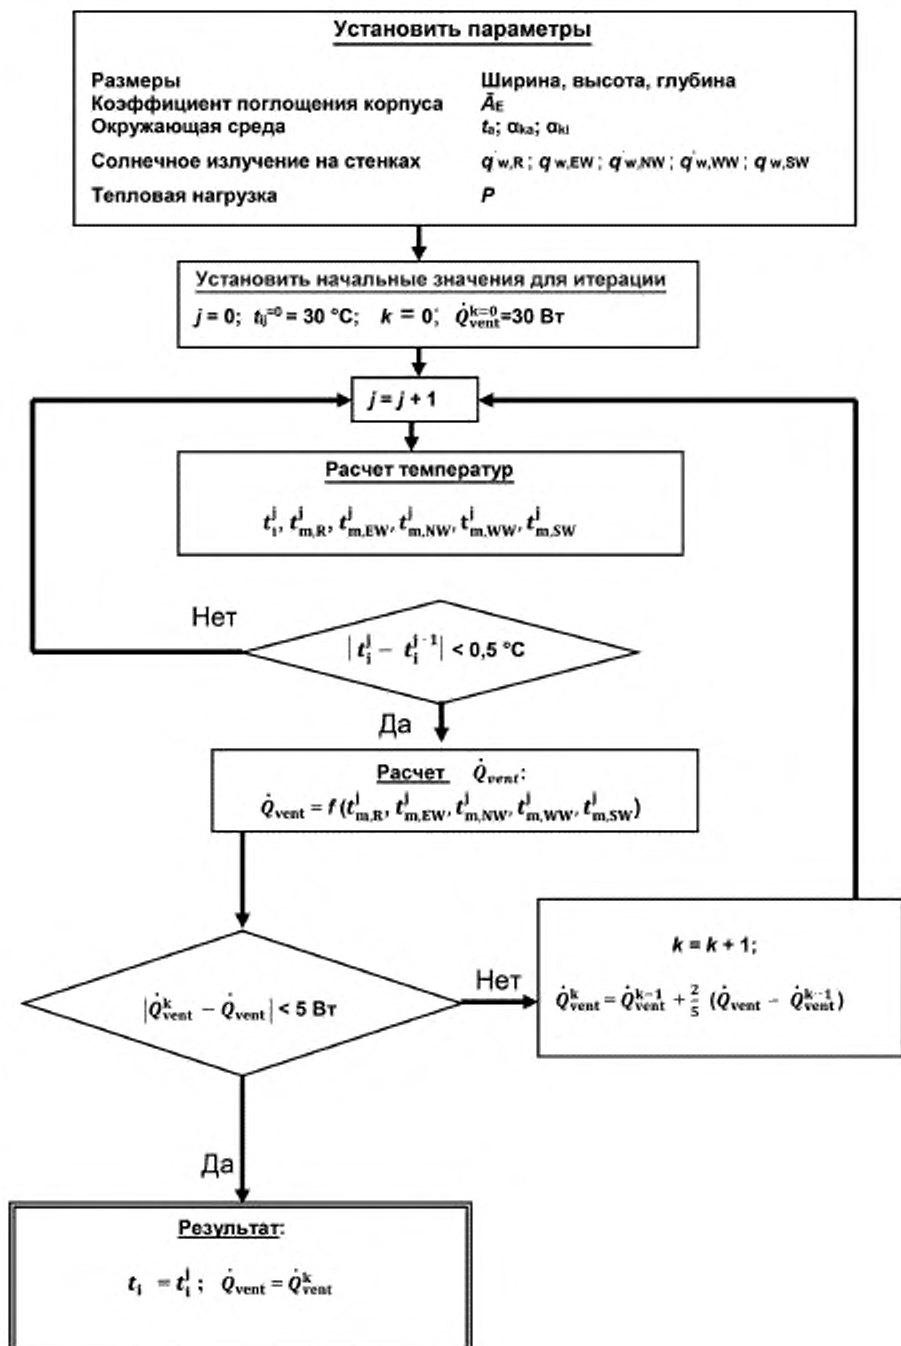 Установить параметры
Размеры Ширина, высота, глубина
Коэффициент поглощения корпуса Ā_E
Окружающая среда t_a; α_ka; α_ki
Солнечное излучение на стенках q̇_w,R ; q̇_w,EW ; q̇_w,NW ; q̇_w,WW ; q̇_w,SW
Тепловая нагрузка P
Установить начальные значения для итерации
j = 0; t_ij^=0 = 30 °C; k = 0; Q̇_vent^k=0=30 Вт
j = j + 1
Расчет температур
t_i^j, t_m,R^j, t_m,EW^j, t_m,NW^j, t_m,WW^j, t_m,SW^j
Нет
|t_i^j − t_i^j-1| < 0,5 °C
Да
Расчет Q̇_vent:
Q̇_vent = f(t_m,R^j, t_m,EW^j, t_m,NW^j, t_m,WW^j, t_m,SW^j)
k = k + 1;
Q̇_vent^k = Q̇_vent^k−1 + 2/5 (Q̇_vent − Q̇_vent^k-1)
Нет
|Q̇_vent^k − Q̇_vent| < 5 Вт
Да
Результат:
t_i = t_i^j ; Q̇_vent = Q̇_vent^k